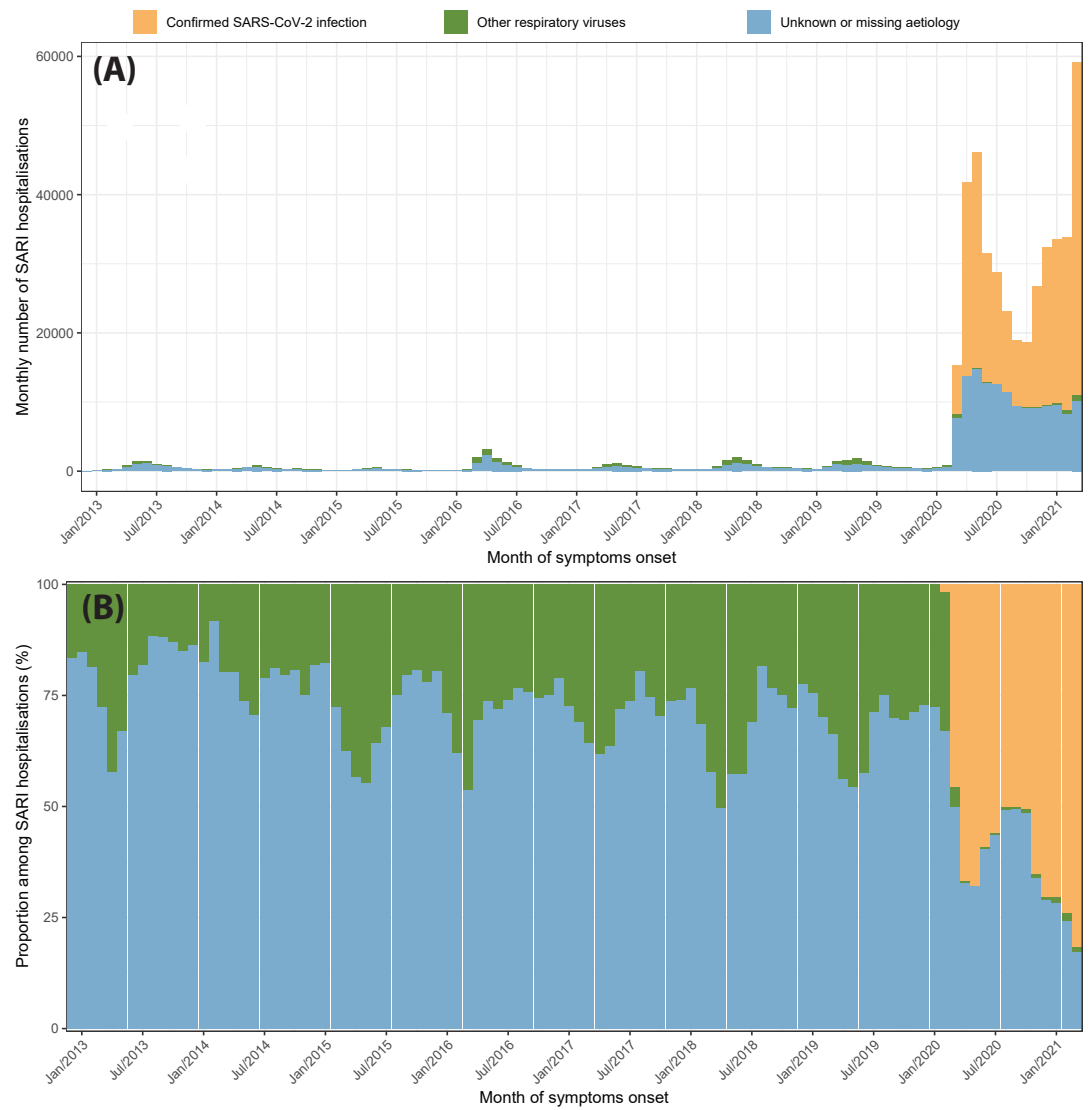 Confirmed SARS-CoV-2 infection
Other respiratory viruses
Unknown or missing aetiology
(A)
Monthly number of SARI hospitalisations
60000
40000
20000
0
Jan/2013
Jul/2013
Jan/2014
Jul/2014
Jan/2015
Jul/2015
Jan/2016
Jul/2016
Jan/2017
Jul/2017
Jan/2018
Jul/2018
Jan/2019
Jul/2019
Jan/2020
Jul/2020
Jan/2021
Month of symptoms onset
(B)
Proportion among SARI hospitalisations (%)
100
75
50
25
0
Jan/2013
Jul/2013
Jan/2014
Jul/2014
Jan/2015
Jul/2015
Jan/2016
Jul/2016
Jan/2017
Jul/2017
Jan/2018
Jul/2018
Jan/2019
Jul/2019
Jan/2020
Jul/2020
Jan/2021
Month of symptoms onset